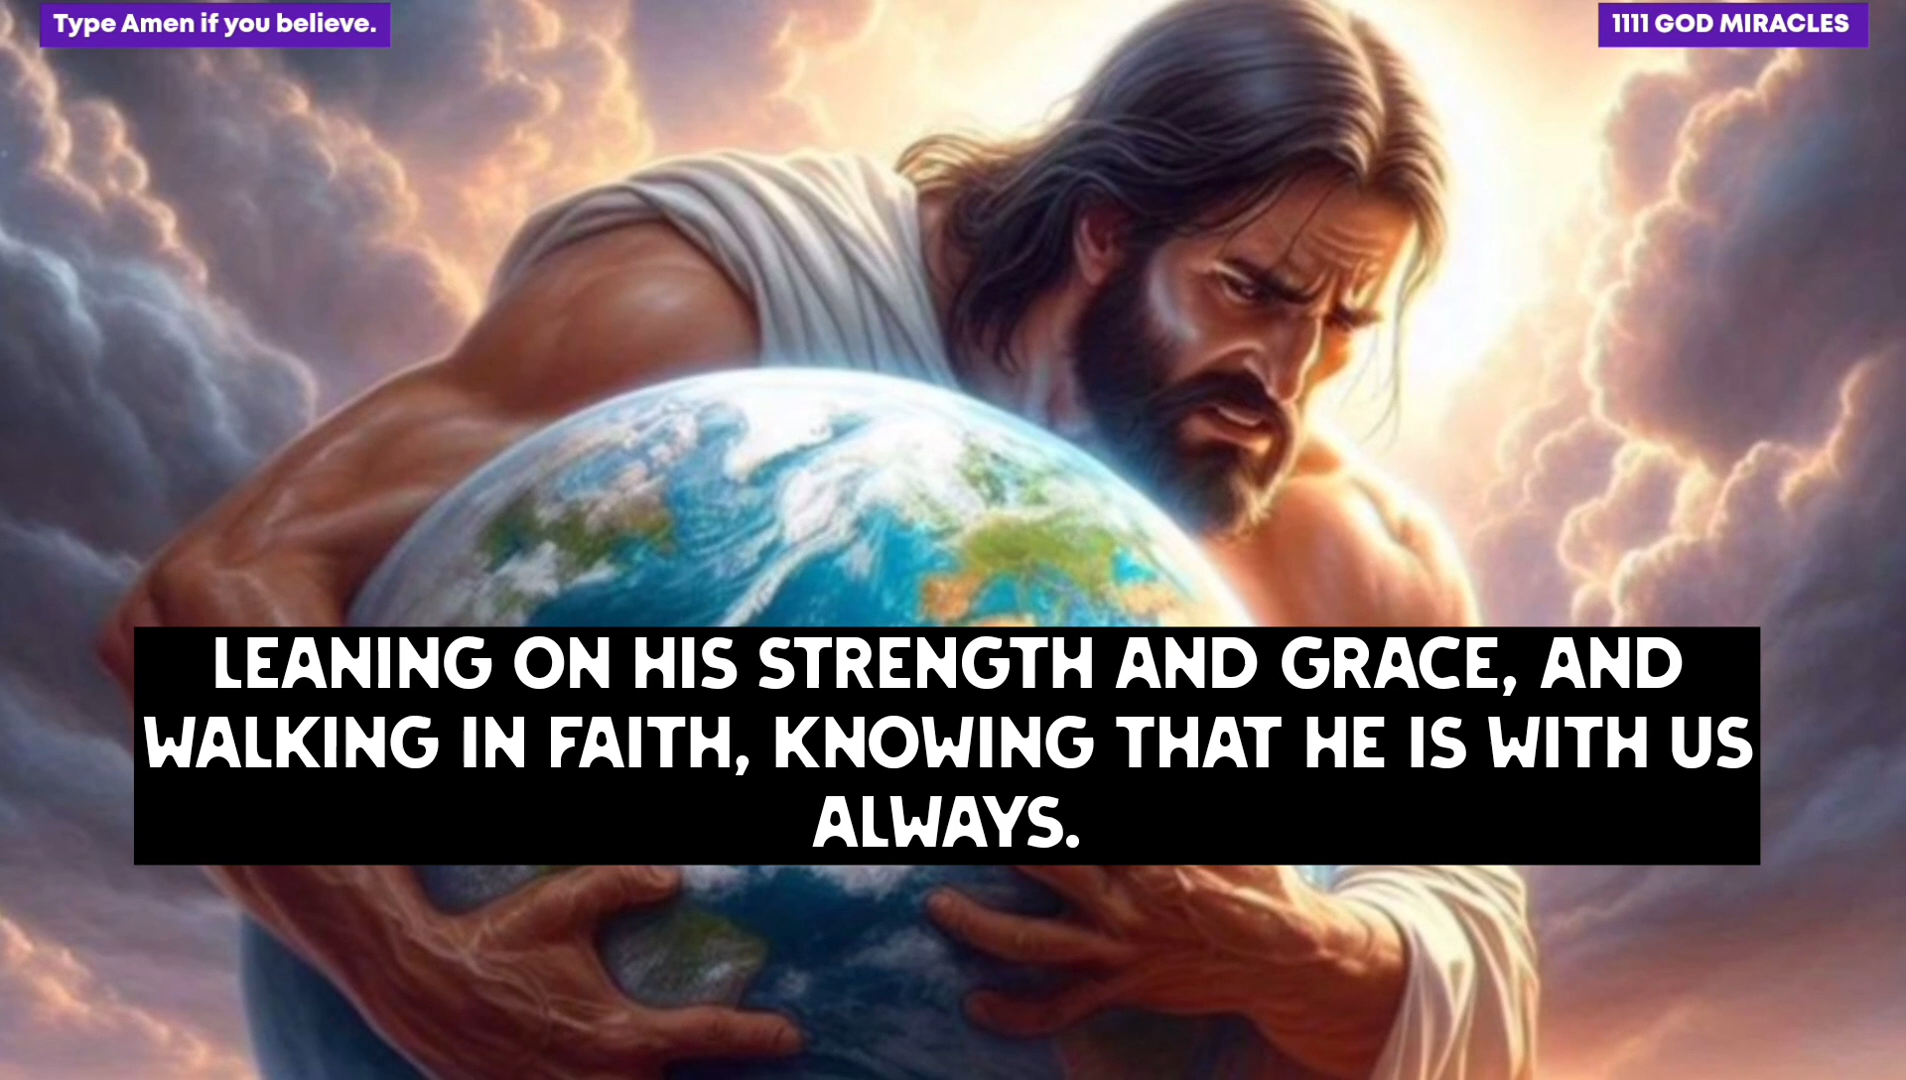 Type Amen if you believe.
1111 GOD MIRACLES
LEANING ON HIS STRENGTH AND GRACE, AND
WALKING IN FAITH, KNOWING THAT HE IS WITH US
ALWAYS.